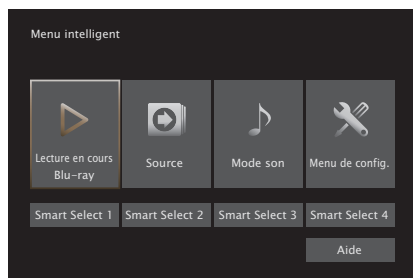 Menu intelligent
Lecture en cours
Blu-ray
Source
Mode son
Menu de config.
Smart Select 1
Smart Select 2
Smart Select 3
Smart Select 4
Aide